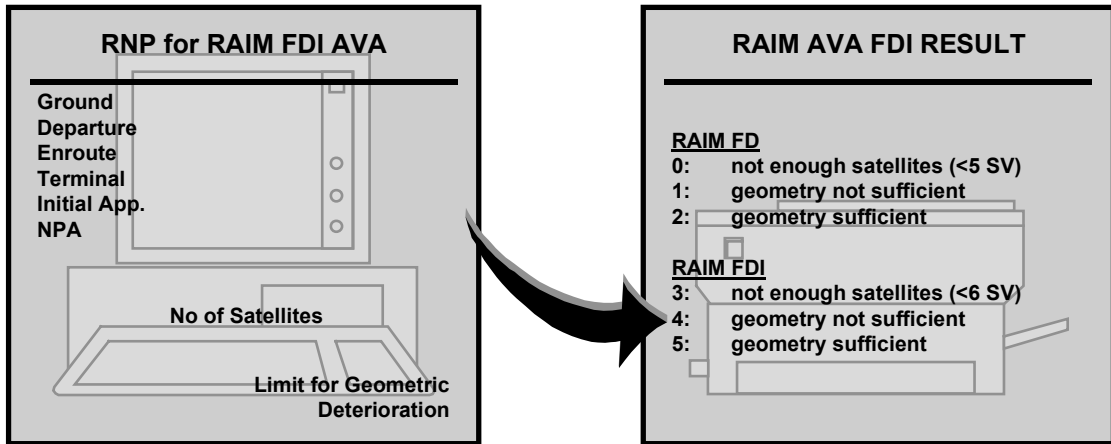 RNP for RAIM FDI AVA
Ground
Departure
Enroute
Terminal
Initial App.
NPA
No of Satellites
Limit for Geometric
Deterioration
RAIM AVA FDI RESULT
RAIM FD
0: not enough satellites (<5 SV)
1: geometry not sufficient
2: geometry sufficient
RAIM FDI
3: not enough satellites (<6 SV)
4: geometry not sufficient
5: geometry sufficient